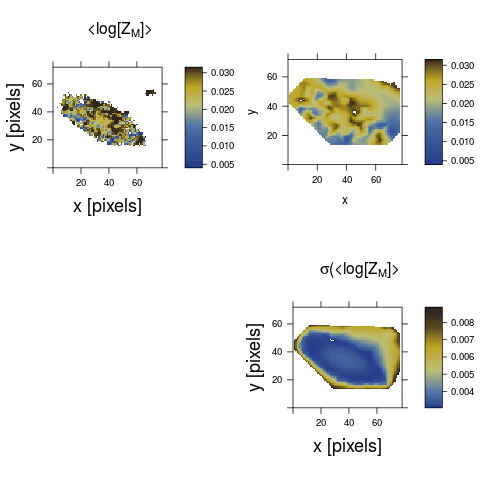 <log[Z_M]>
60
40
20
20 40 60
x [pixels]
y [pixels]
0.030
0.025
0.020
0.015
0.010
0.005
60
40
20
20 40 60
x
y
0.030
0.025
0.020
0.015
0.010
0.005
σ(<log[Z_M]>
60
40
20
20 40 60
x [pixels]
y [pixels]
0.008
0.007
0.006
0.005
0.004